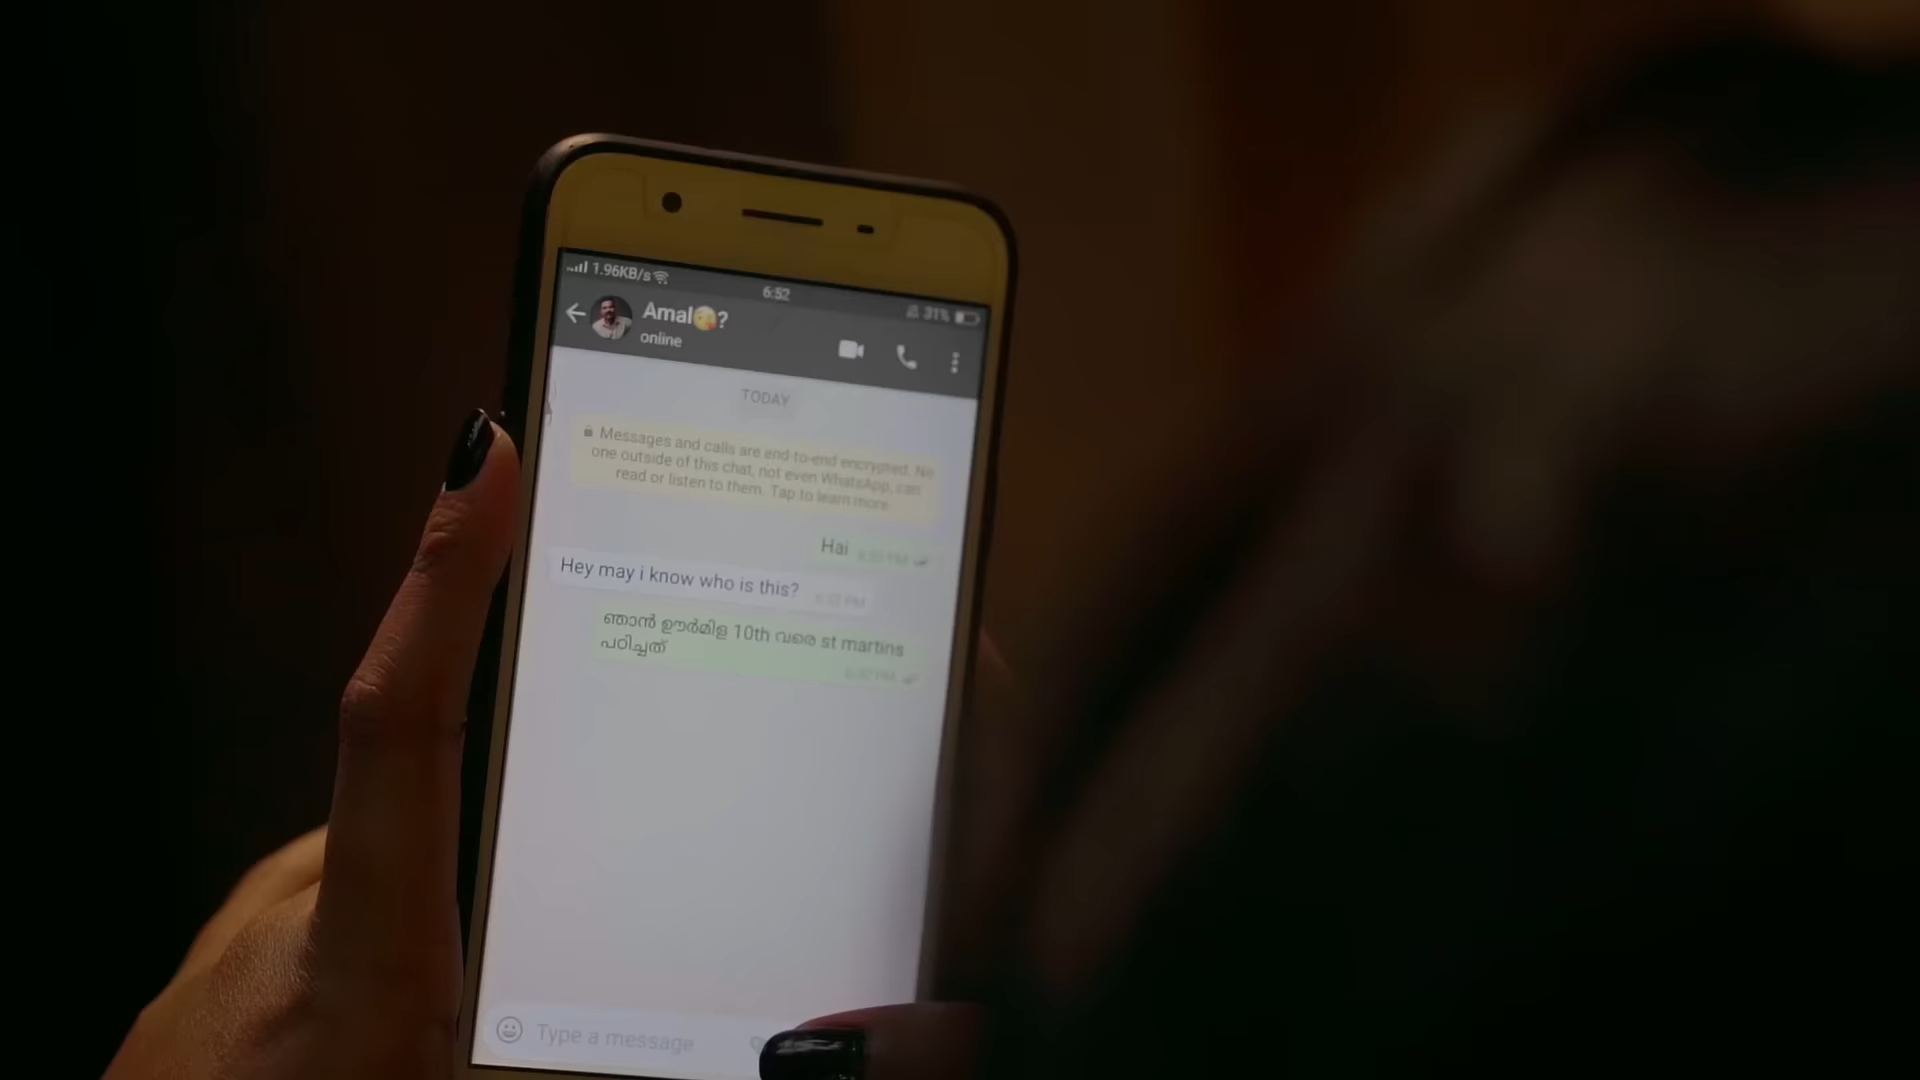 1.96KB/s
6:52
31%
Amal😘?
online
TODAY
Messages and calls are end-to-end encrypted. No
one outside of this chat, not even WhatsApp, can
read or listen to them. Tap to learn more
Hai
Hey may i know who is this?
ഞാൻ ഊർമിള 10th വരെ st martins
പഠിച്ചത്
Type a message